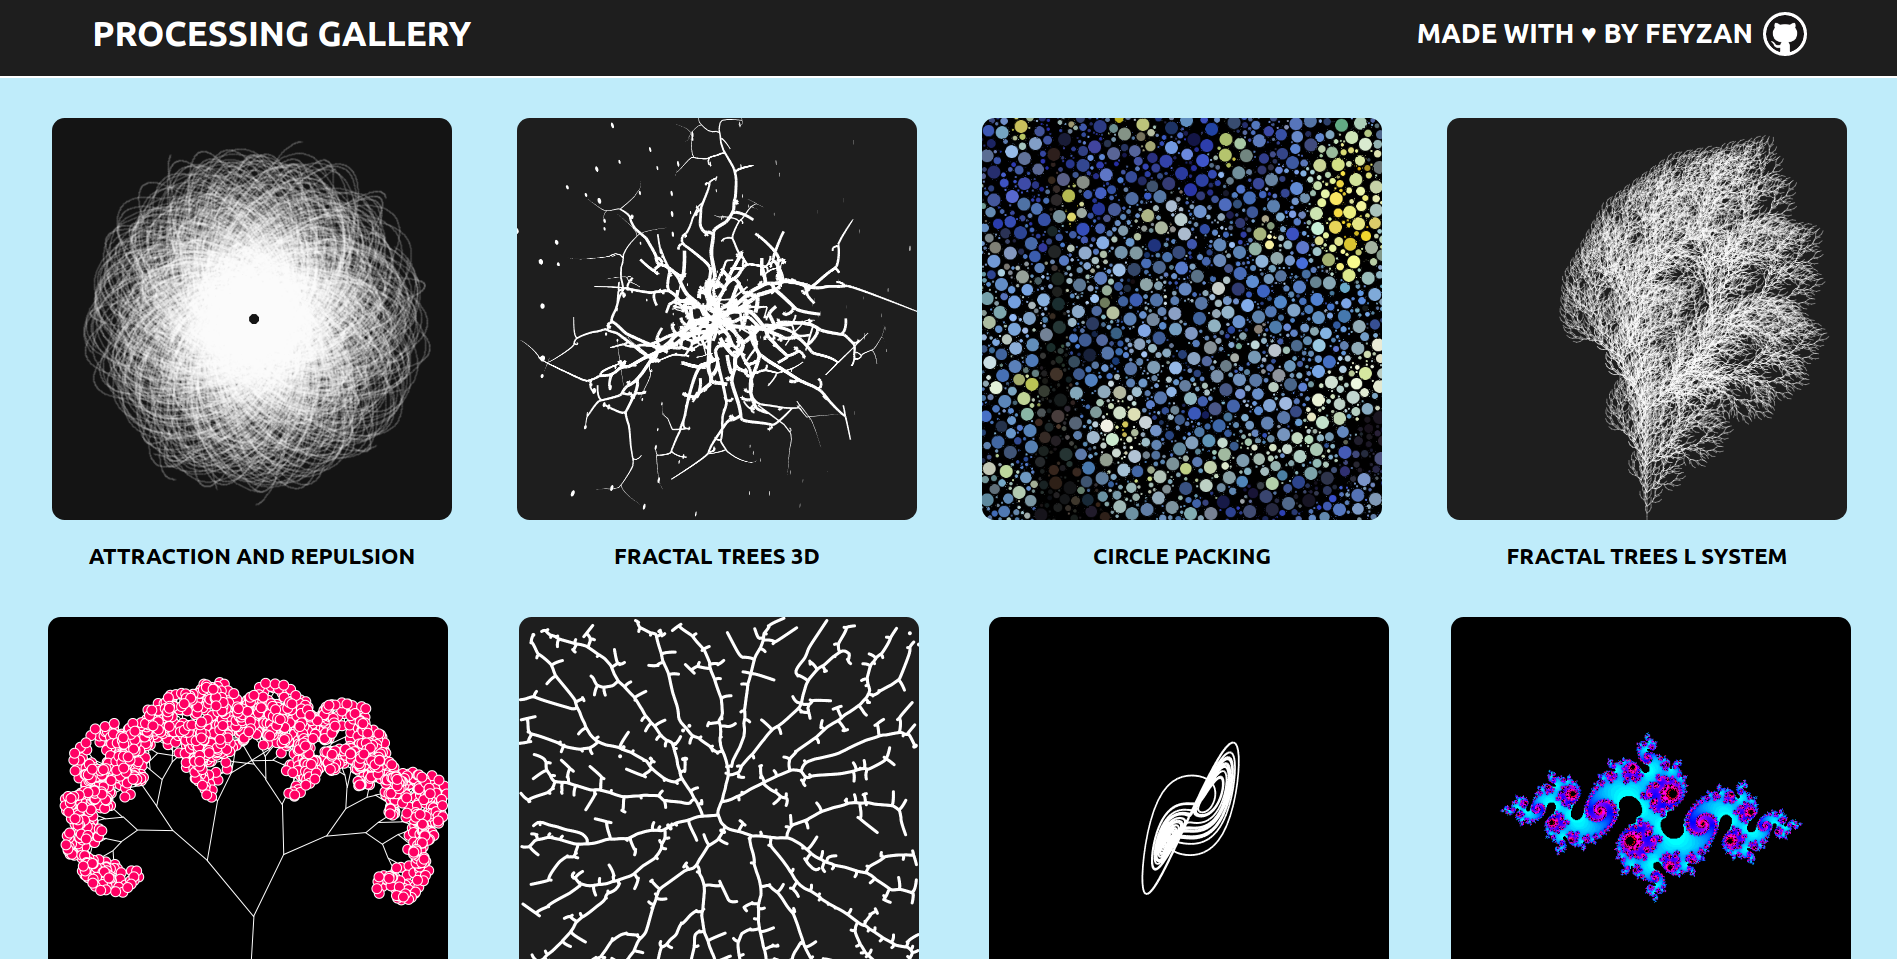 PROCESSING GALLERY
MADE WITH ♥ BY FEYZAN
ATTRACTION AND REPULSION
FRACTAL TREES 3D
CIRCLE PACKING
FRACTAL TREES L SYSTEM